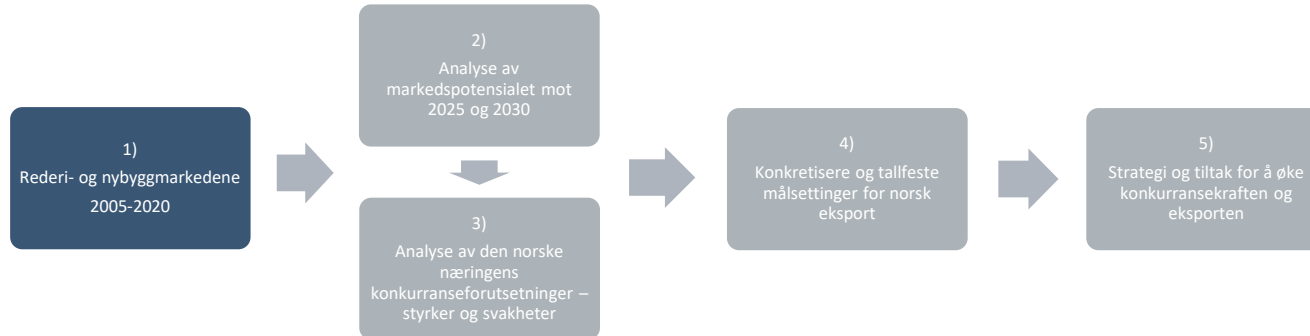 1)
Rederi- og nybyggmarkedene
2005-2020
2)
Analyse av
markedspotensialet mot
2025 og 2030
3)
Analyse av den norske
næringens
konkurranseforutsetninger –
styrker og svakheter
4)
Konkretisere og tallfeste
målsettinger for norsk
eksport
5)
Strategi og tiltak for å øke
konkurransekraften og
eksporten